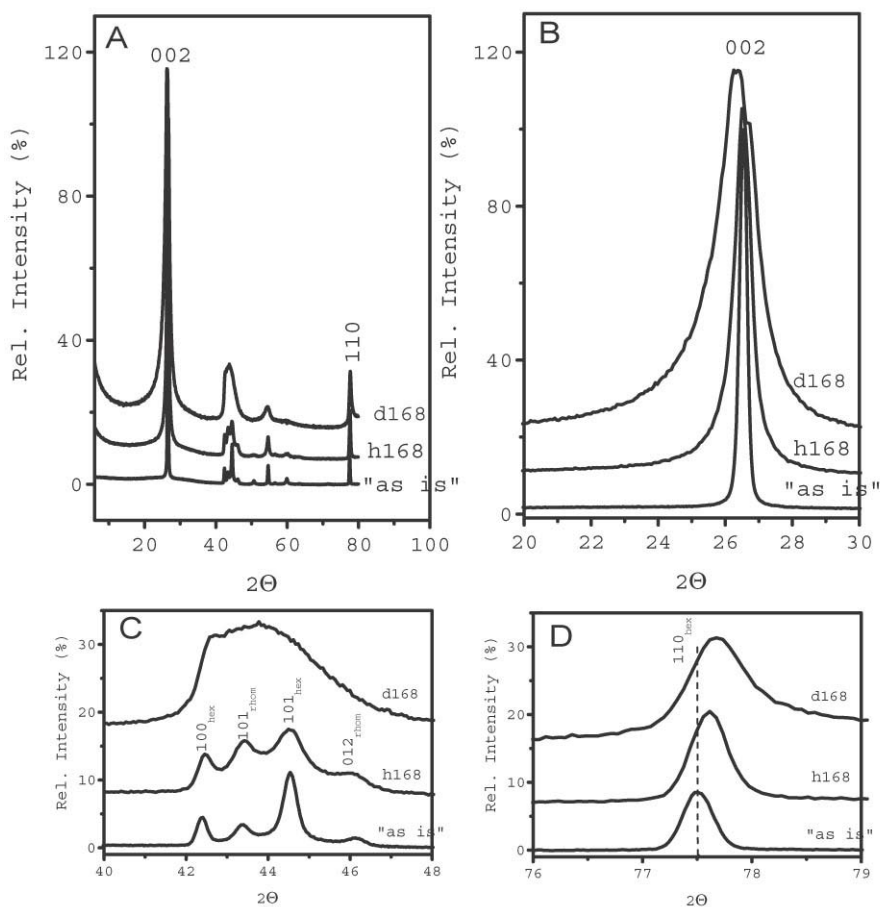 A
002
120
80
40
0
Rel. Intensity (%)
110
d168
h168
"as is"
20
40
60
80
100
2Θ
B
002
120
80
40
0
Rel. Intensity (%)
d168
h168
"as is"
20
22
24
26
28
30
2Θ
C
30
20
10
0
Rel. Intensity (%)
d168
100hex
101rhom
101hex
012rhom
h168
"as is"
40
42
44
46
48
2Θ
D
110hex
30
20
10
0
Rel. Intensity (%)
d168
h168
"as is"
76
77
78
79
2Θ